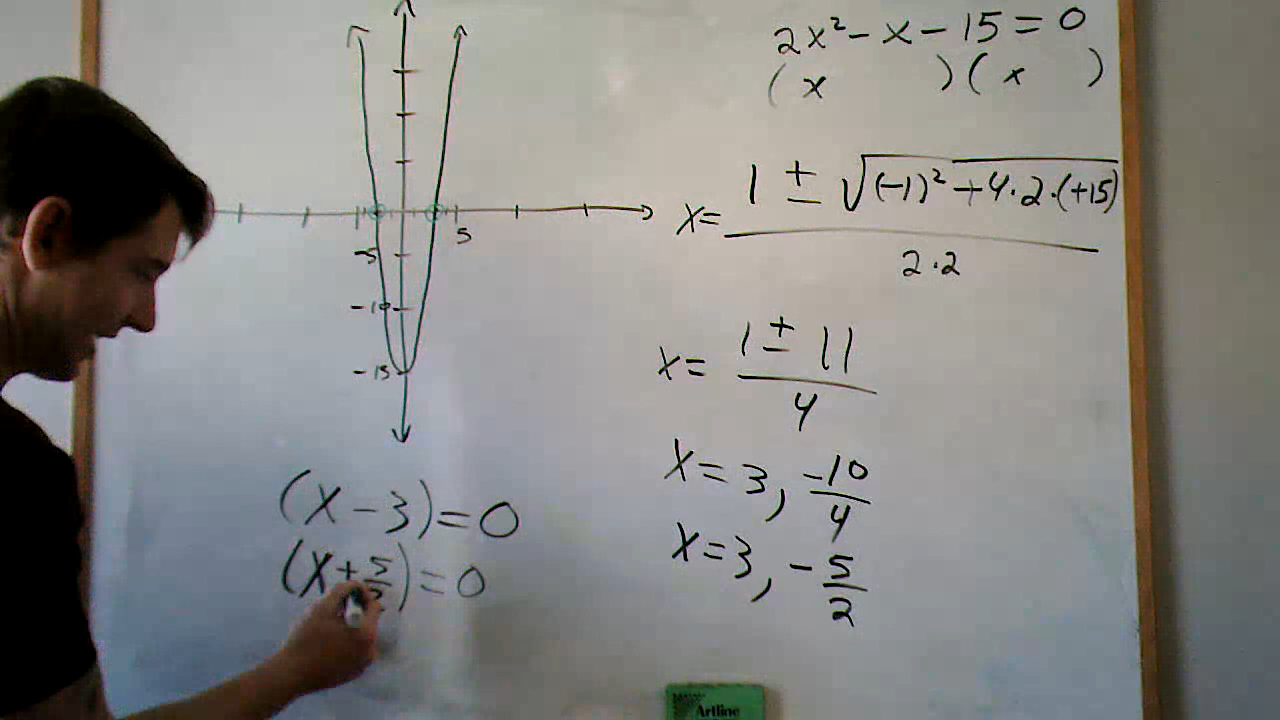 2x² - x - 15 = 0
( x      ) ( x     )
x = (1 ± √((-1)² + 4·2·(+15))) / (2·2)
x = (1 ± 11) / 4
x = 3, -10/4
x = 3, -5/2
5
-5
-10
-15
(x - 3) = 0
(x + 5/2) = 0
Artline